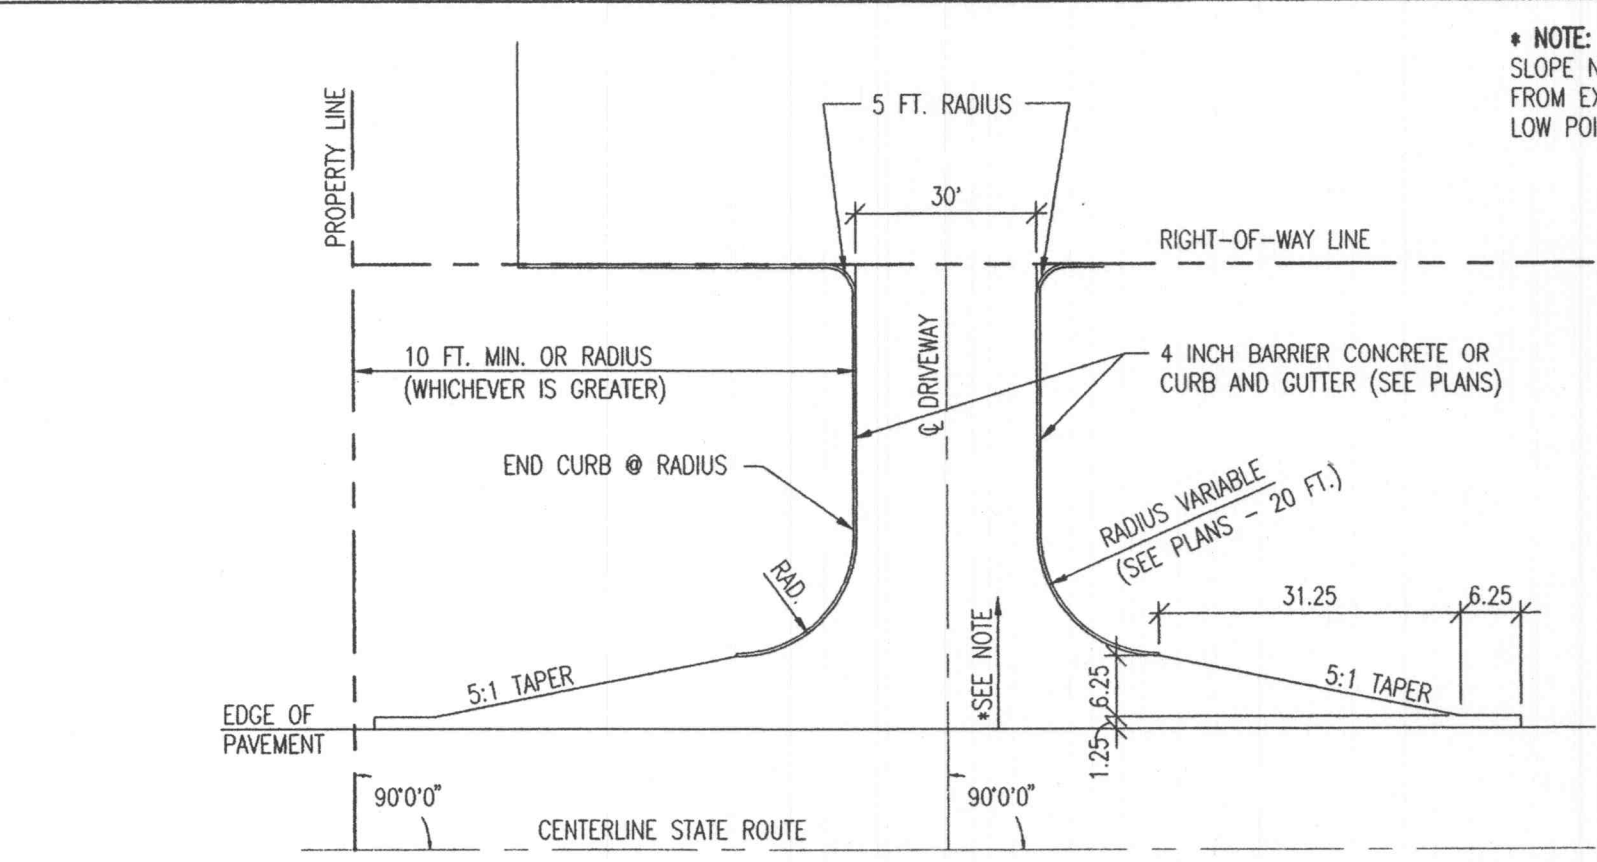 * NOTE:
SLOPE
FROM
LOW
5 FT. RADIUS
PROPERTY LINE
30'
RIGHT-OF-WAY LINE
10 FT. MIN. OR RADIUS
(WHICHEVER IS GREATER)
℄ DRIVEWAY
4 INCH BARRIER CONCRETE OR
CURB AND GUTTER (SEE PLANS)
END CURB @ RADIUS
RADIUS VARIABLE
(SEE PLANS - 20 FT.)
RAD.
31.25
6.25
*SEE NOTE
5:1 TAPER
6.25
5:1 TAPER
EDGE OF
PAVEMENT
1.25
90°0'0"
90°0'0"
CENTERLINE STATE ROUTE